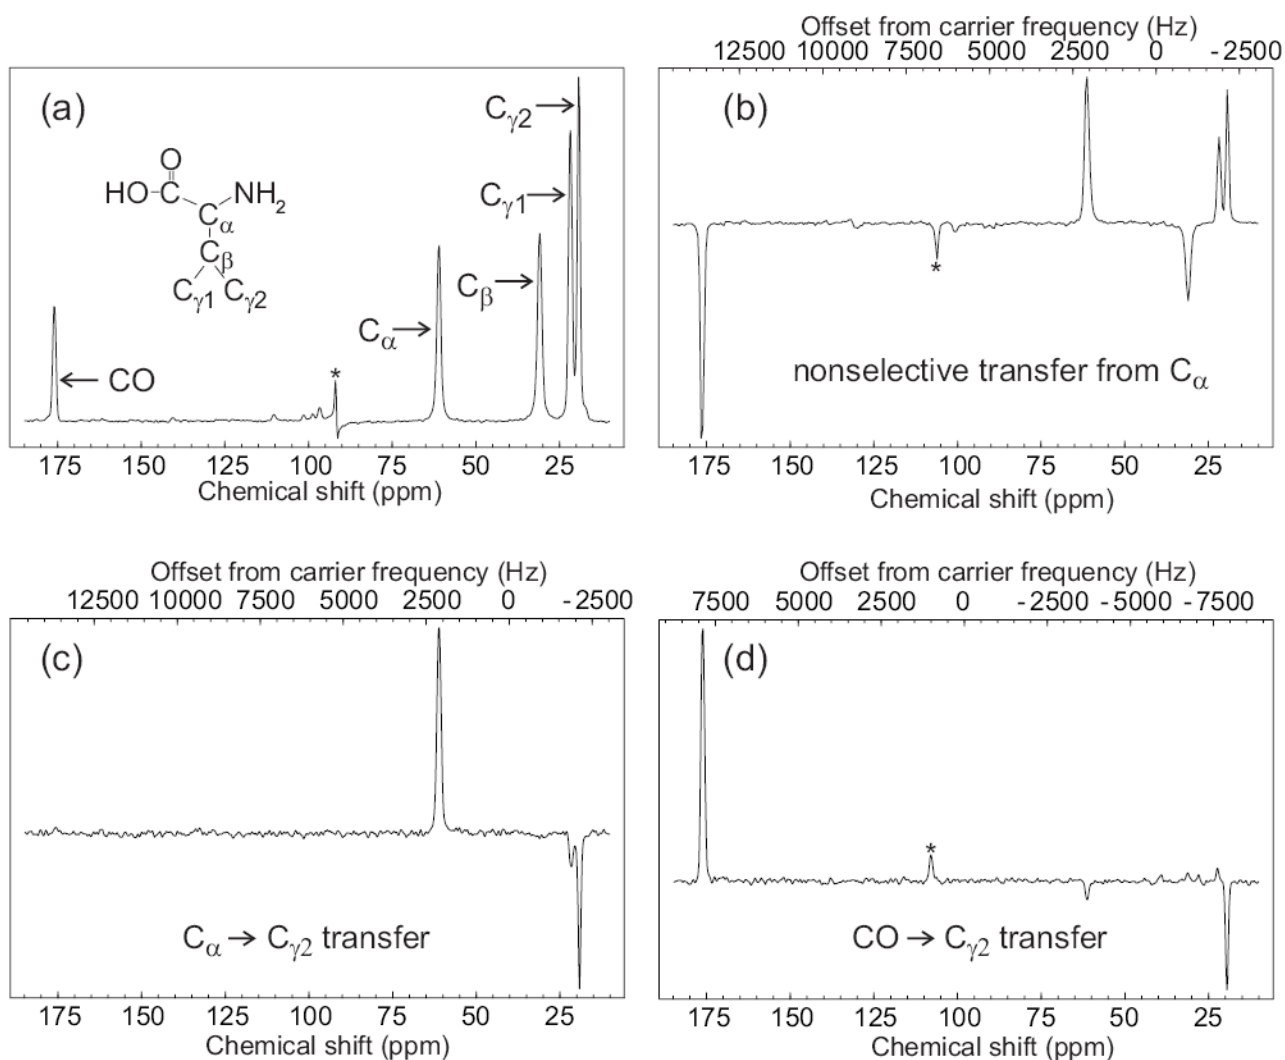 (a)
O
HO-C NH2
Cα
Cβ
Cγ1 Cγ2
← CO
*
Cα →
Cβ →
Cγ1 →
Cγ2 →
175 150 125 100 75 50 25
Chemical shift (ppm)
Offset from carrier frequency (Hz)
12500 10000 7500 5000 2500 0 -2500
(b)
*
nonselective transfer from Cα
175 150 125 100 75 50 25
Chemical shift (ppm)
Offset from carrier frequency (Hz)
12500 10000 7500 5000 2500 0 -2500
(c)
Cα → Cγ2 transfer
175 150 125 100 75 50 25
Chemical shift (ppm)
Offset from carrier frequency (Hz)
7500 5000 2500 0 -2500 -5000 -7500
(d)
*
CO → Cγ2 transfer
175 150 125 100 75 50 25
Chemical shift (ppm)